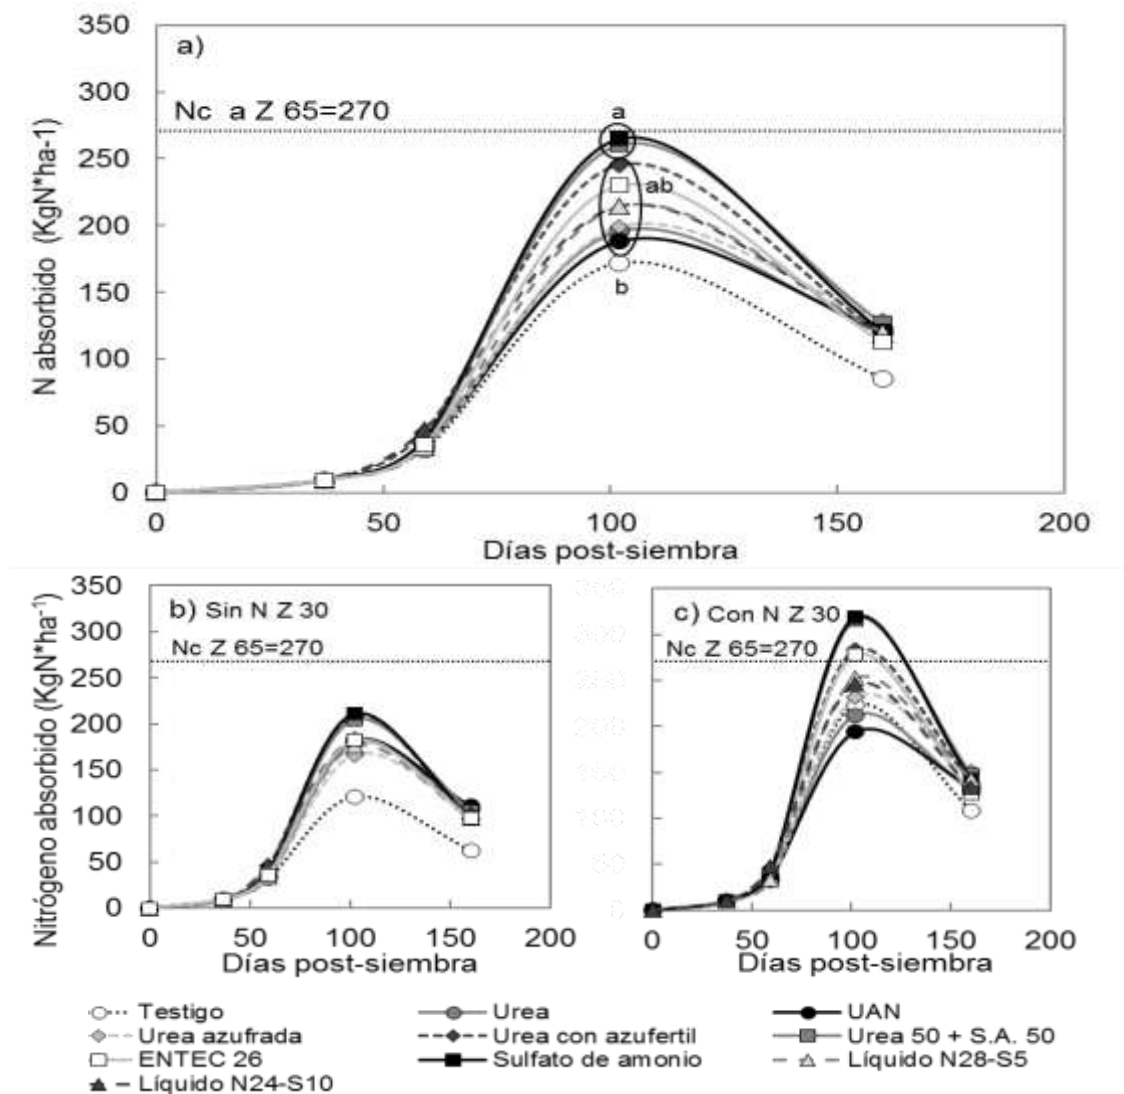 350
a)
300
Nc a Z 65=270
a
250
ab
200
150
b
100
50
0
N absorbido (KgN*ha-1)
0 50 100 150 200
Días post-siembra
350
b) Sin N Z 30
300
Nc Z 65=270
250
200
150
100
50
0
Nitrógeno absorbido (KgN*ha⁻¹)
0 50 100 150 200
Días post-siembra
c) Con N Z 30
Nc Z 65=270
0 50 100 150 200
Días post-siembra
Testigo Urea UAN
Urea azufrada Urea con azufertil Urea 50 + S.A. 50
ENTEC 26 Sulfato de amonio Líquido N28-S5
Líquido N24-S10